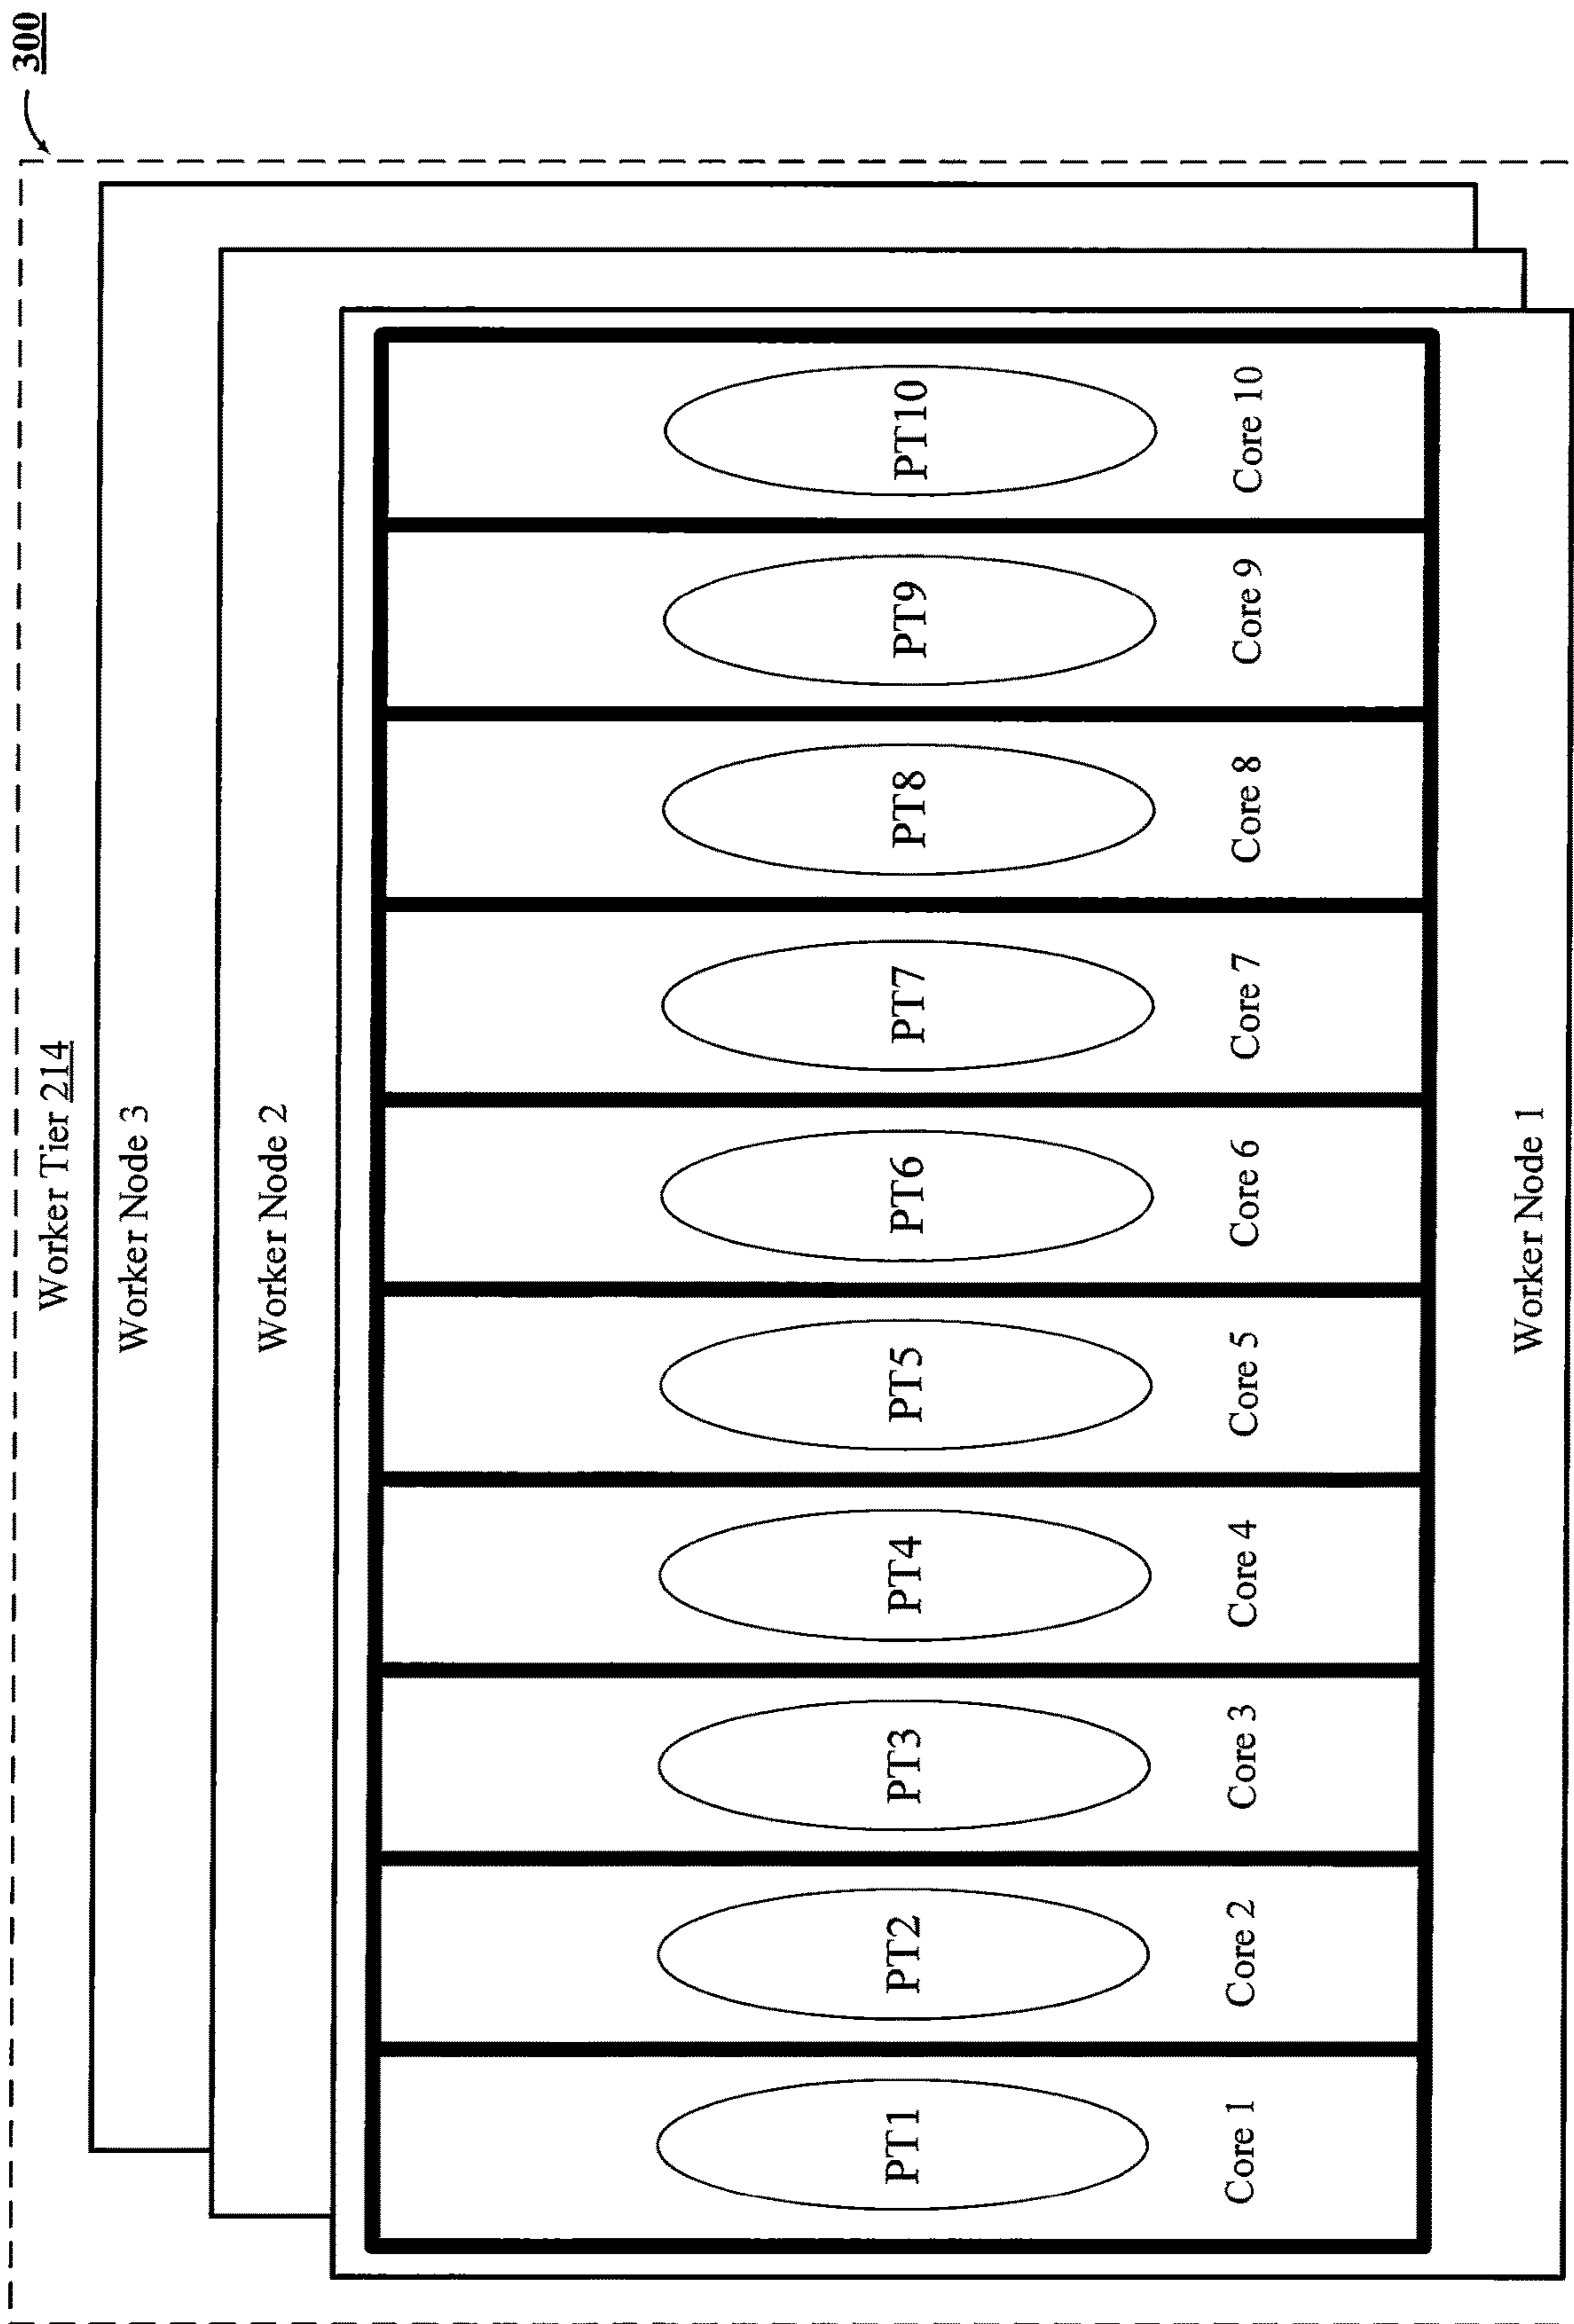 300
Worker Tier 214
Worker Node 3
Worker Node 2
PT1
PT2
PT3
PT4
PT5
PT6
PT7
PT8
PT9
PT10
Core 1
Core 2
Core 3
Core 4
Core 5
Core 6
Core 7
Core 8
Core 9
Core 10
Worker Node 1